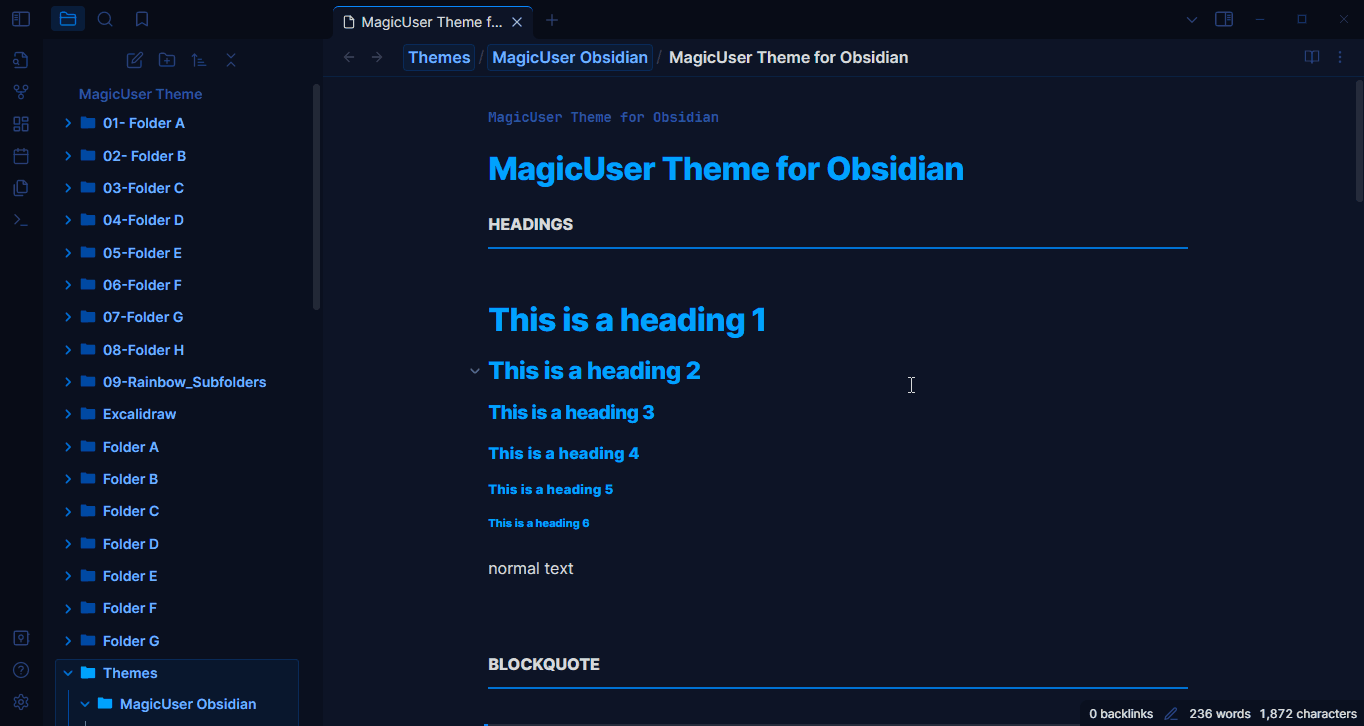 MagicUser Theme f...
Themes / MagicUser Obsidian / MagicUser Theme for Obsidian
MagicUser Theme
01- Folder A
02- Folder B
03-Folder C
04-Folder D
05-Folder E
06-Folder F
07-Folder G
08-Folder H
09-Rainbow_Subfolders
Excalidraw
Folder A
Folder B
Folder C
Folder D
Folder E
Folder F
Folder G
Themes
MagicUser Obsidian
MagicUser Theme for Obsidian
MagicUser Theme for Obsidian
HEADINGS
This is a heading 1
This is a heading 2
This is a heading 3
This is a heading 4
This is a heading 5
This is a heading 6
normal text
BLOCKQUOTE
0 backlinks 236 words 1,872 characters